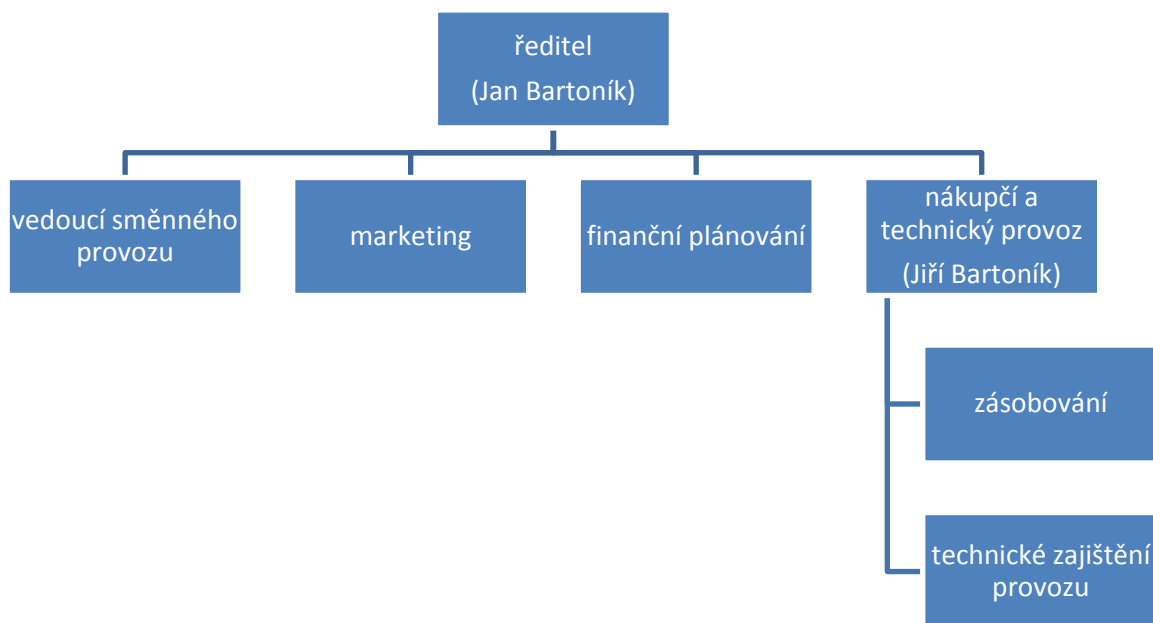 ředitel
(Jan Bartoník)
vedoucí směnného
provozu
marketing
finanční plánování
nákupčí a
technický provoz
(Jiří Bartoník)
zásobování
technické zajištění
provozu